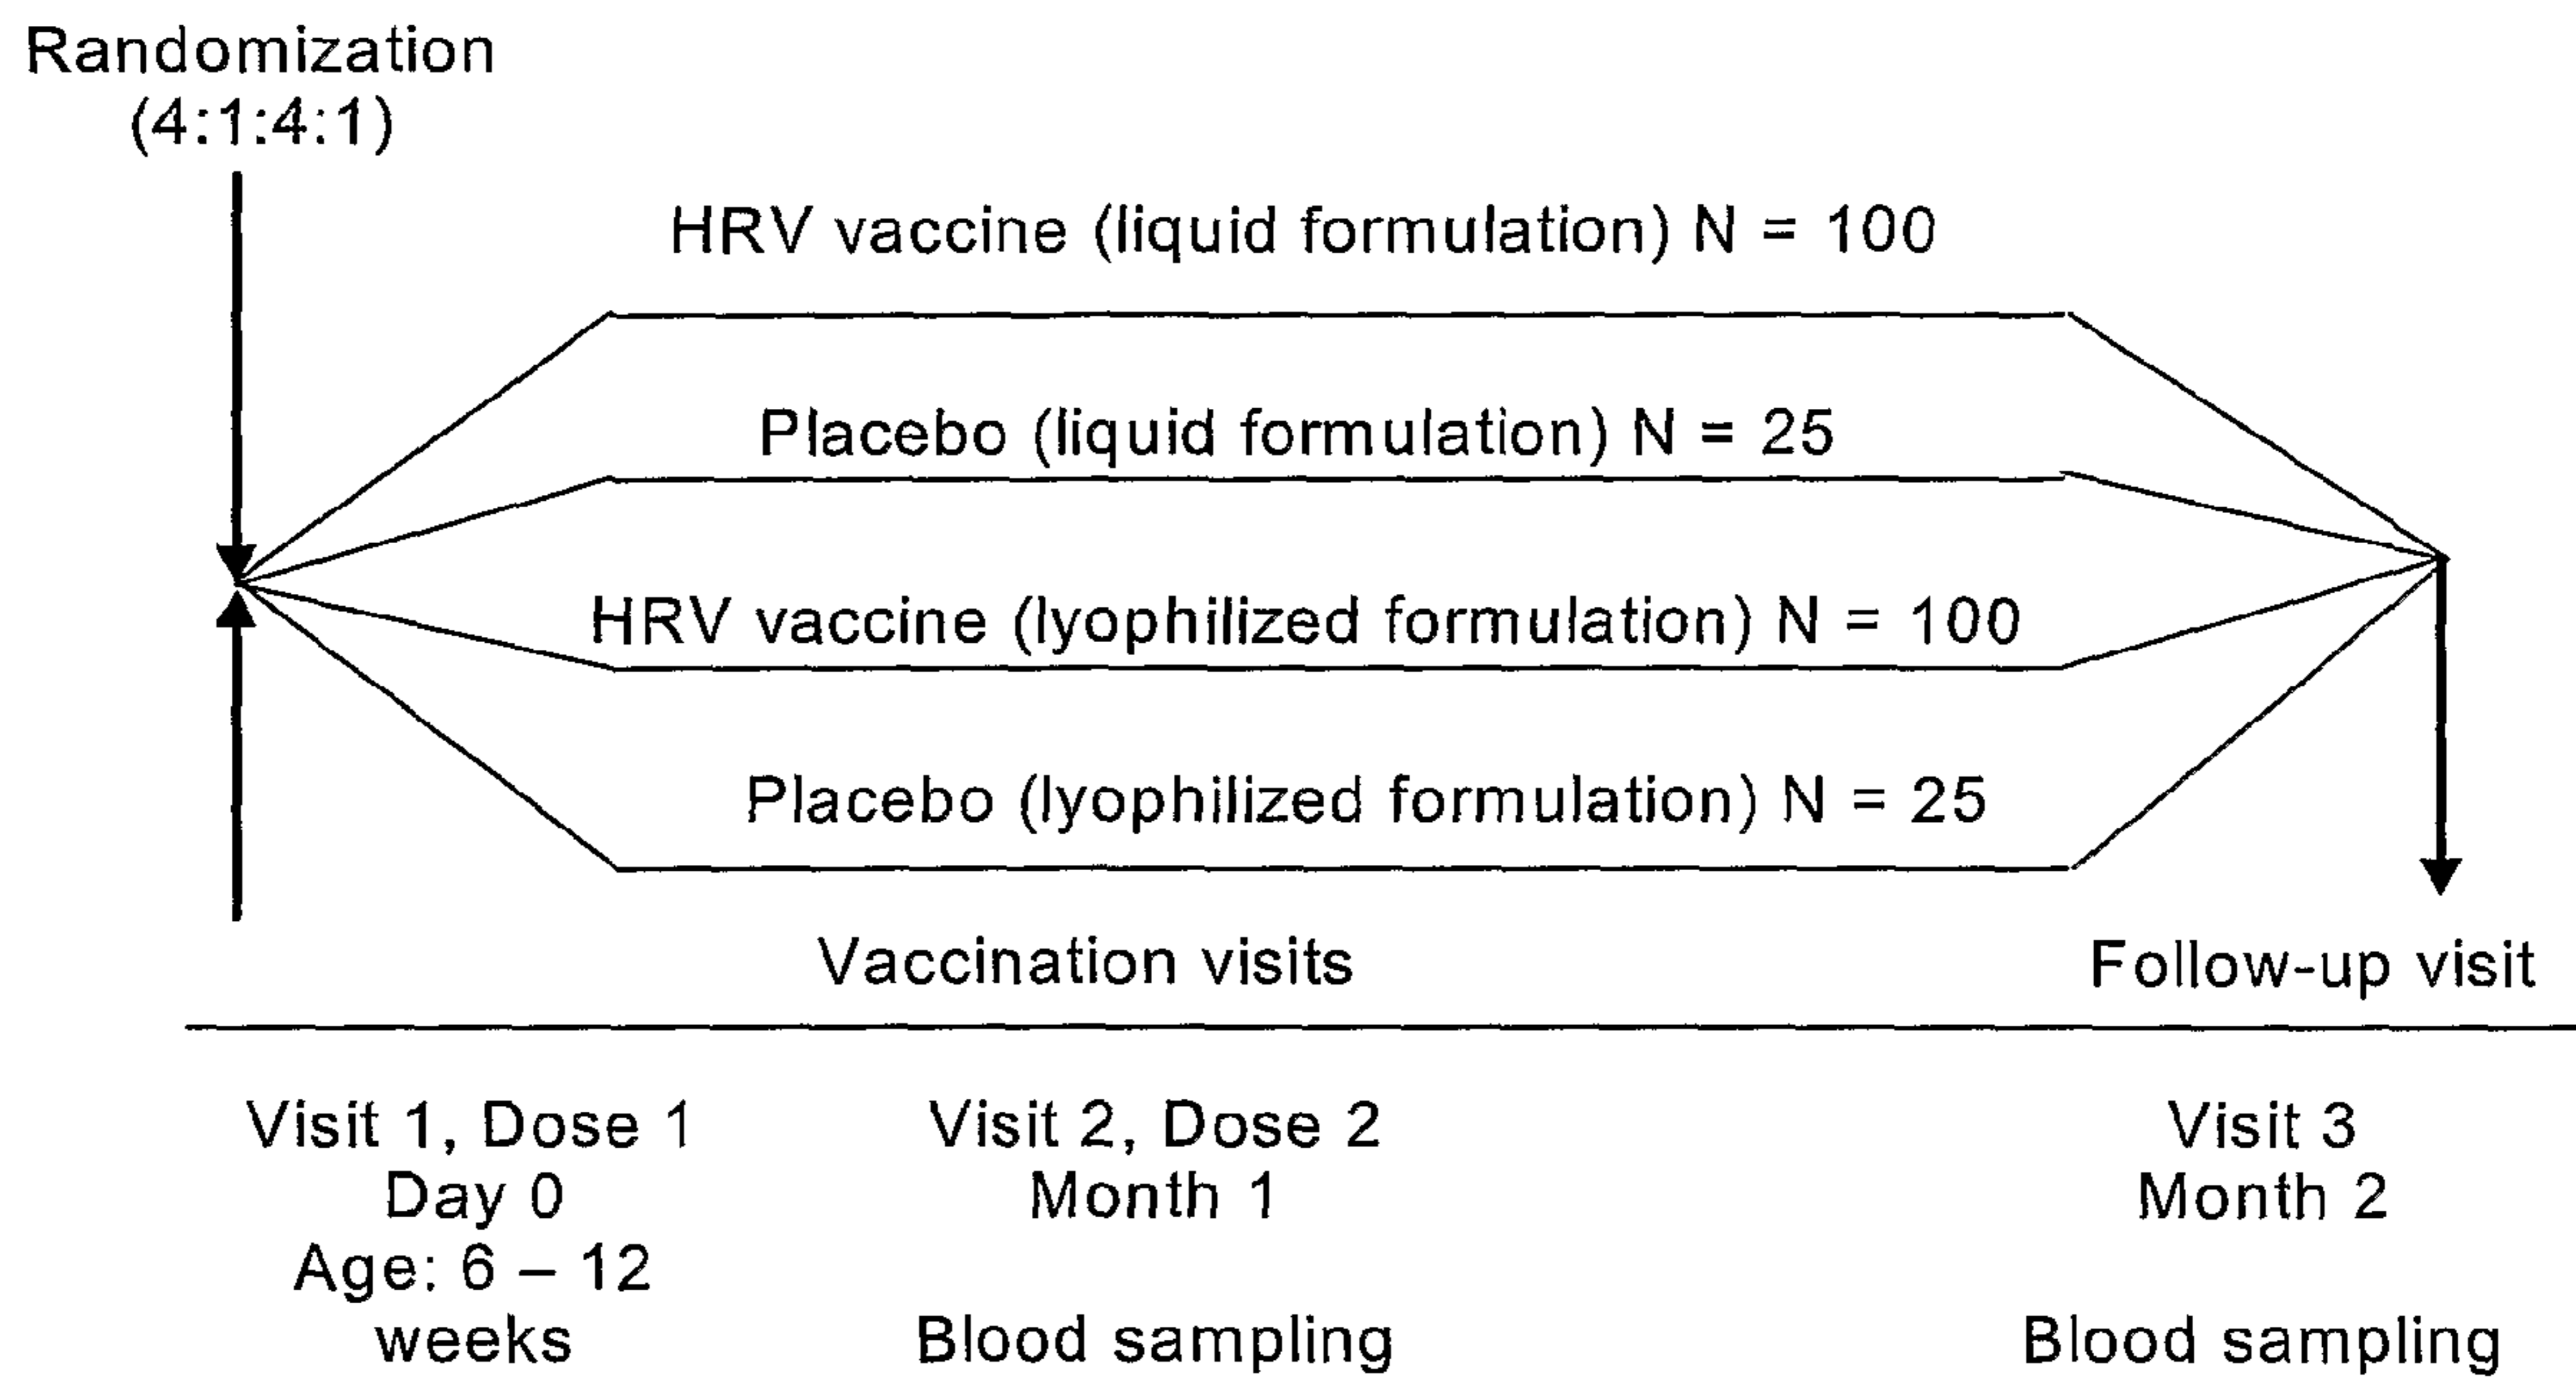 Randomization
(4:1:4:1)
HRV vaccine (liquid formulation) N = 100
Placebo (liquid formulation) N = 25
HRV vaccine (lyophilized formulation) N = 100
Placebo (lyophilized formulation) N = 25
Vaccination visits
Follow-up visit
Visit 1, Dose 1
Day 0
Age: 6 – 12
weeks
Visit 2, Dose 2
Month 1
Blood sampling
Visit 3
Month 2
Blood sampling